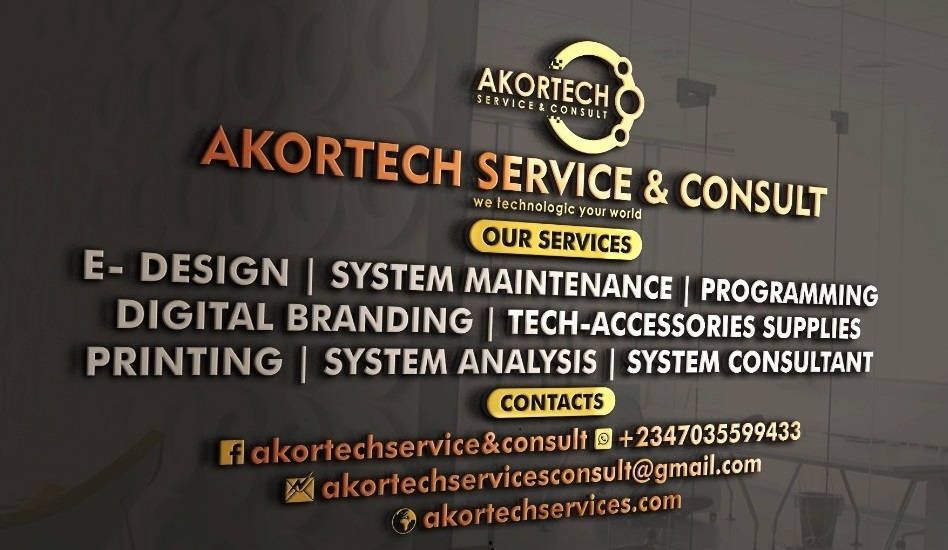 AKORTECH
SERVICE & CONSULT
AKORTECH SERVICE & CONSULT
we technologic your world
OUR SERVICES
E- DESIGN | SYSTEM MAINTENANCE | PROGRAMMING
DIGITAL BRANDING | TECH-ACCESSORIES SUPPLIES
PRINTING | SYSTEM ANALYSIS | SYSTEM CONSULTANT
CONTACTS
akortechservice&consult +2347035599433
akortechservicesconsult@gmail.com
akortechservices.com